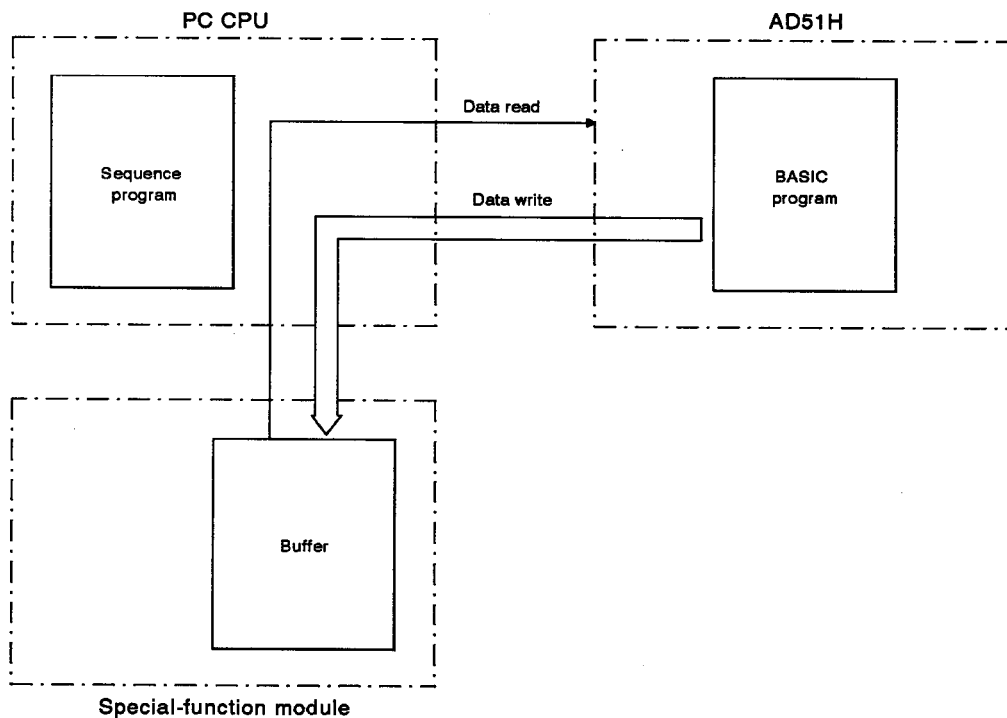 PC CPU
AD51H
Data read
Sequence
program
BASIC
program
Data write
Buffer
Special-function module